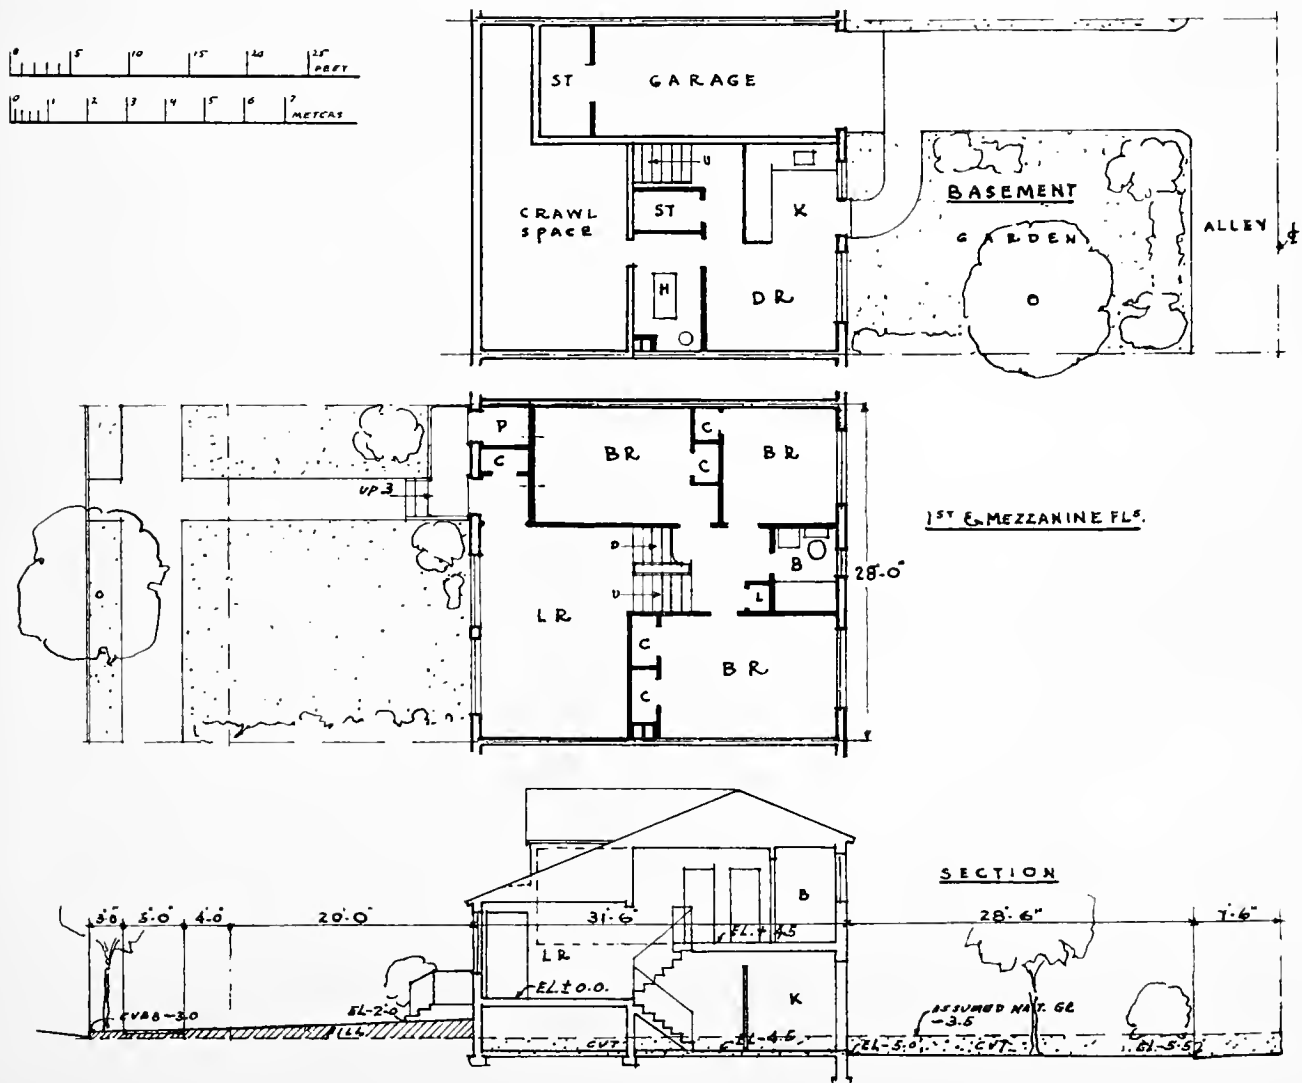 0 5 10 15 20 25
FEET
0 1 2 3 4 5 6 7
METERS
ST
GARAGE
U
ST
K
CRAWL
SPACE
H
DR
BASEMENT
GARDEN
ALLEY
℄
P
C
BR
C
C
BR
UP 3
1ST & MEZZANINE FLS.
D
U
B
L
28'-0"
LR
C
C
BR
SECTION
3'-0" 5'-0" 4'-0" 20'-0" 31'-6" 28'-6" 7'-6"
B
EL. + 4.5
LR
EL. ± 0.0.
K
CURB -3.0
EL-2.0
FILL
CUT
EL-4.5
EL-5.0
ASSUMED NAT. GR.
-3.5
CUT
EL-5.5